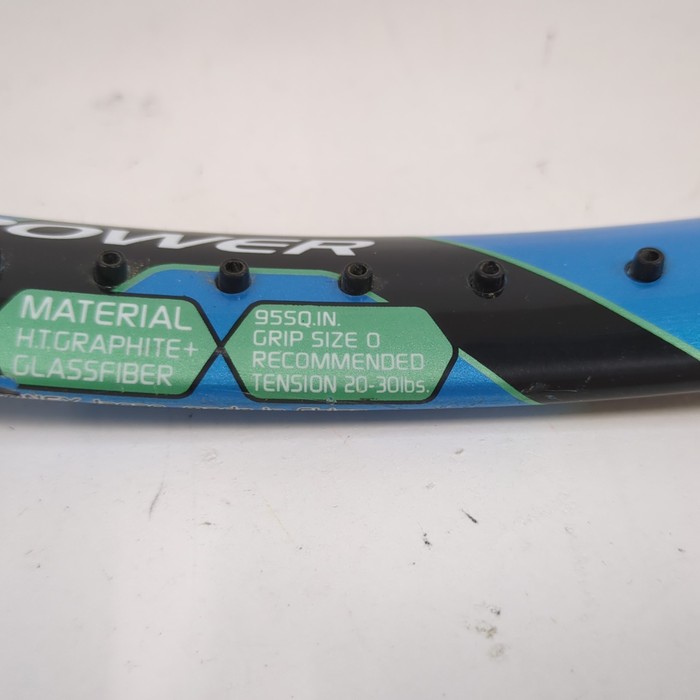 POWER
MATERIAL
H.T.GRAPHITE+
GLASSFIBER
95SQ.IN.
GRIP SIZE 0
RECOMMENDED
TENSION 20-30lbs.